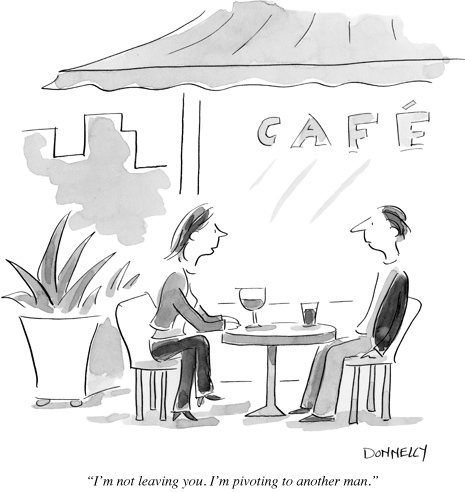 CAFÉ
DONNELLY
“I'm not leaving you. I'm pivoting to another man.”